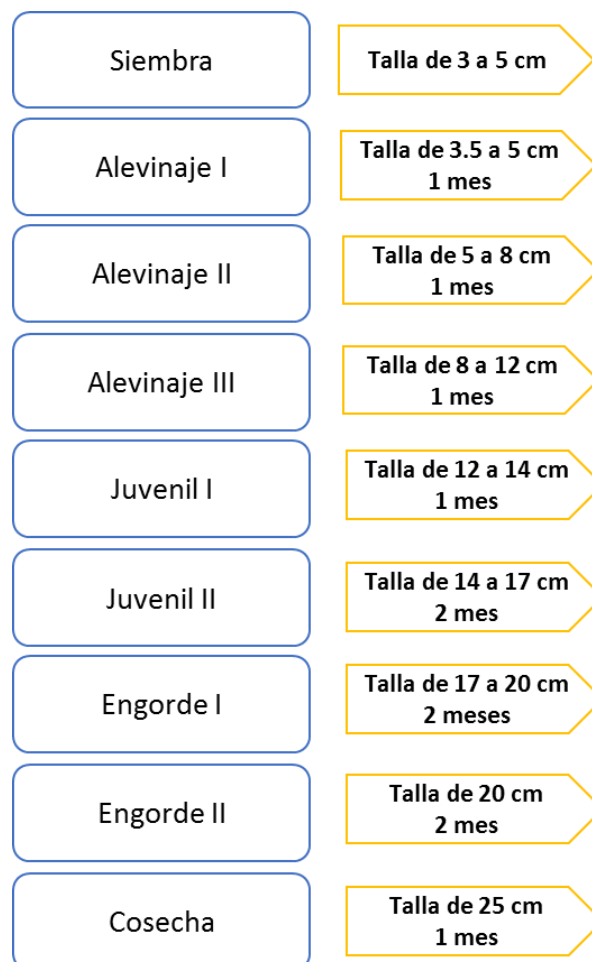 Siembra
Talla de 3 a 5 cm
Alevinaje I
Talla de 3.5 a 5 cm
1 mes
Alevinaje II
Talla de 5 a 8 cm
1 mes
Alevinaje III
Talla de 8 a 12 cm
1 mes
Juvenil I
Talla de 12 a 14 cm
1 mes
Juvenil II
Talla de 14 a 17 cm
2 mes
Engorde I
Talla de 17 a 20 cm
2 meses
Engorde II
Talla de 20 cm
2 mes
Cosecha
Talla de 25 cm
1 mes